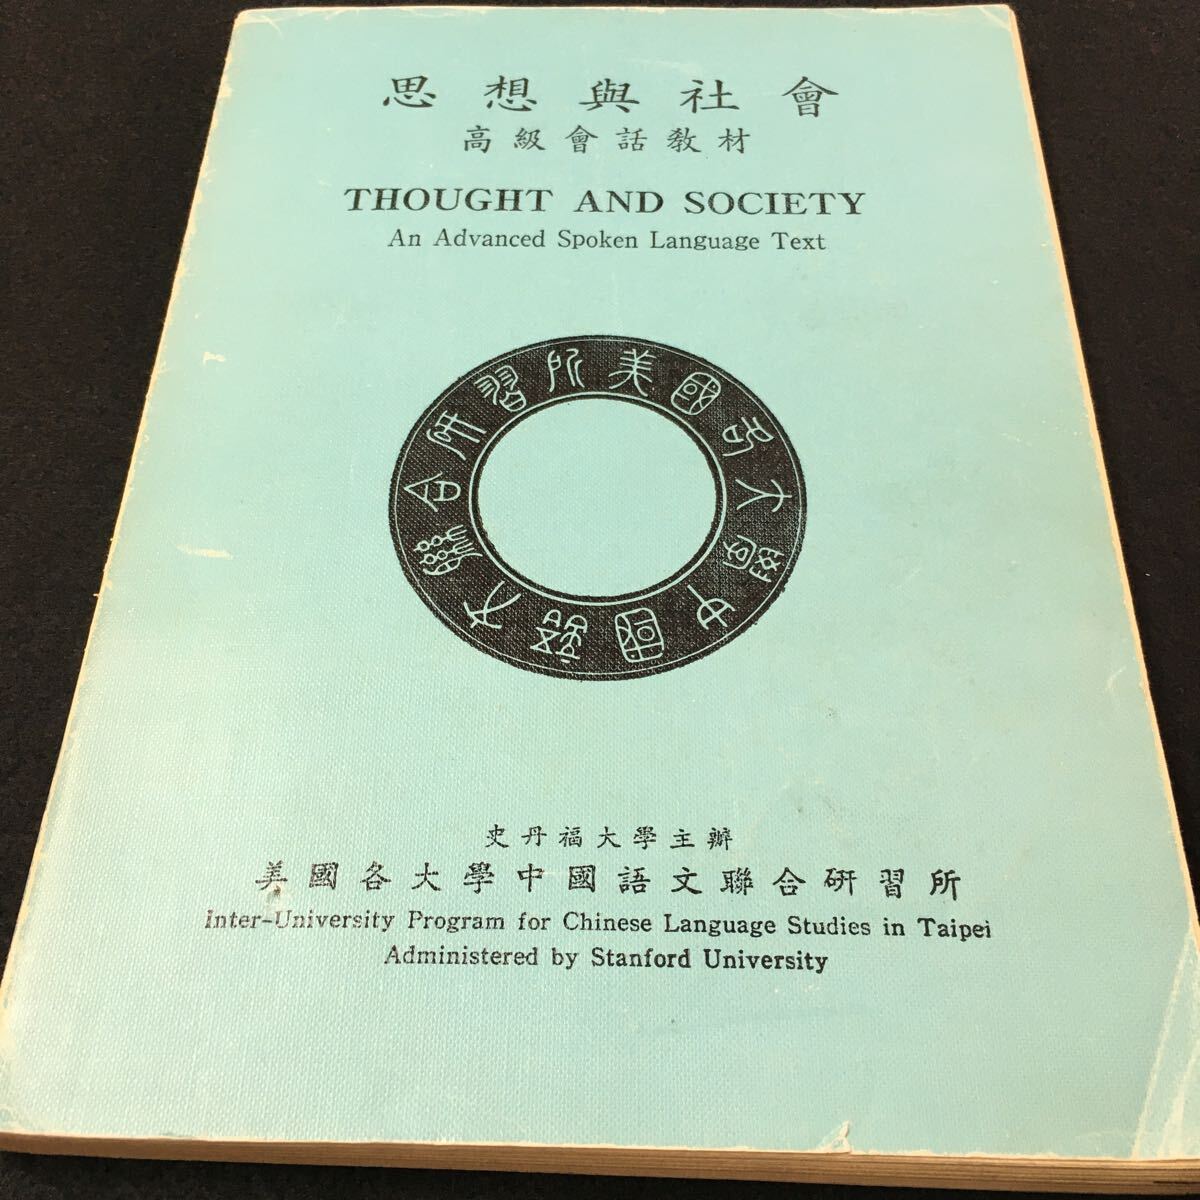 思想與社會
高級會話教材
THOUGHT AND SOCIETY
An Advanced Spoken Language Text
美國各大學中國語文聯合研習所
史丹福大學主辦
美國各大學中國語文聯合研習所
Inter-University Program for Chinese Language Studies in Taipei
Administered by Stanford University